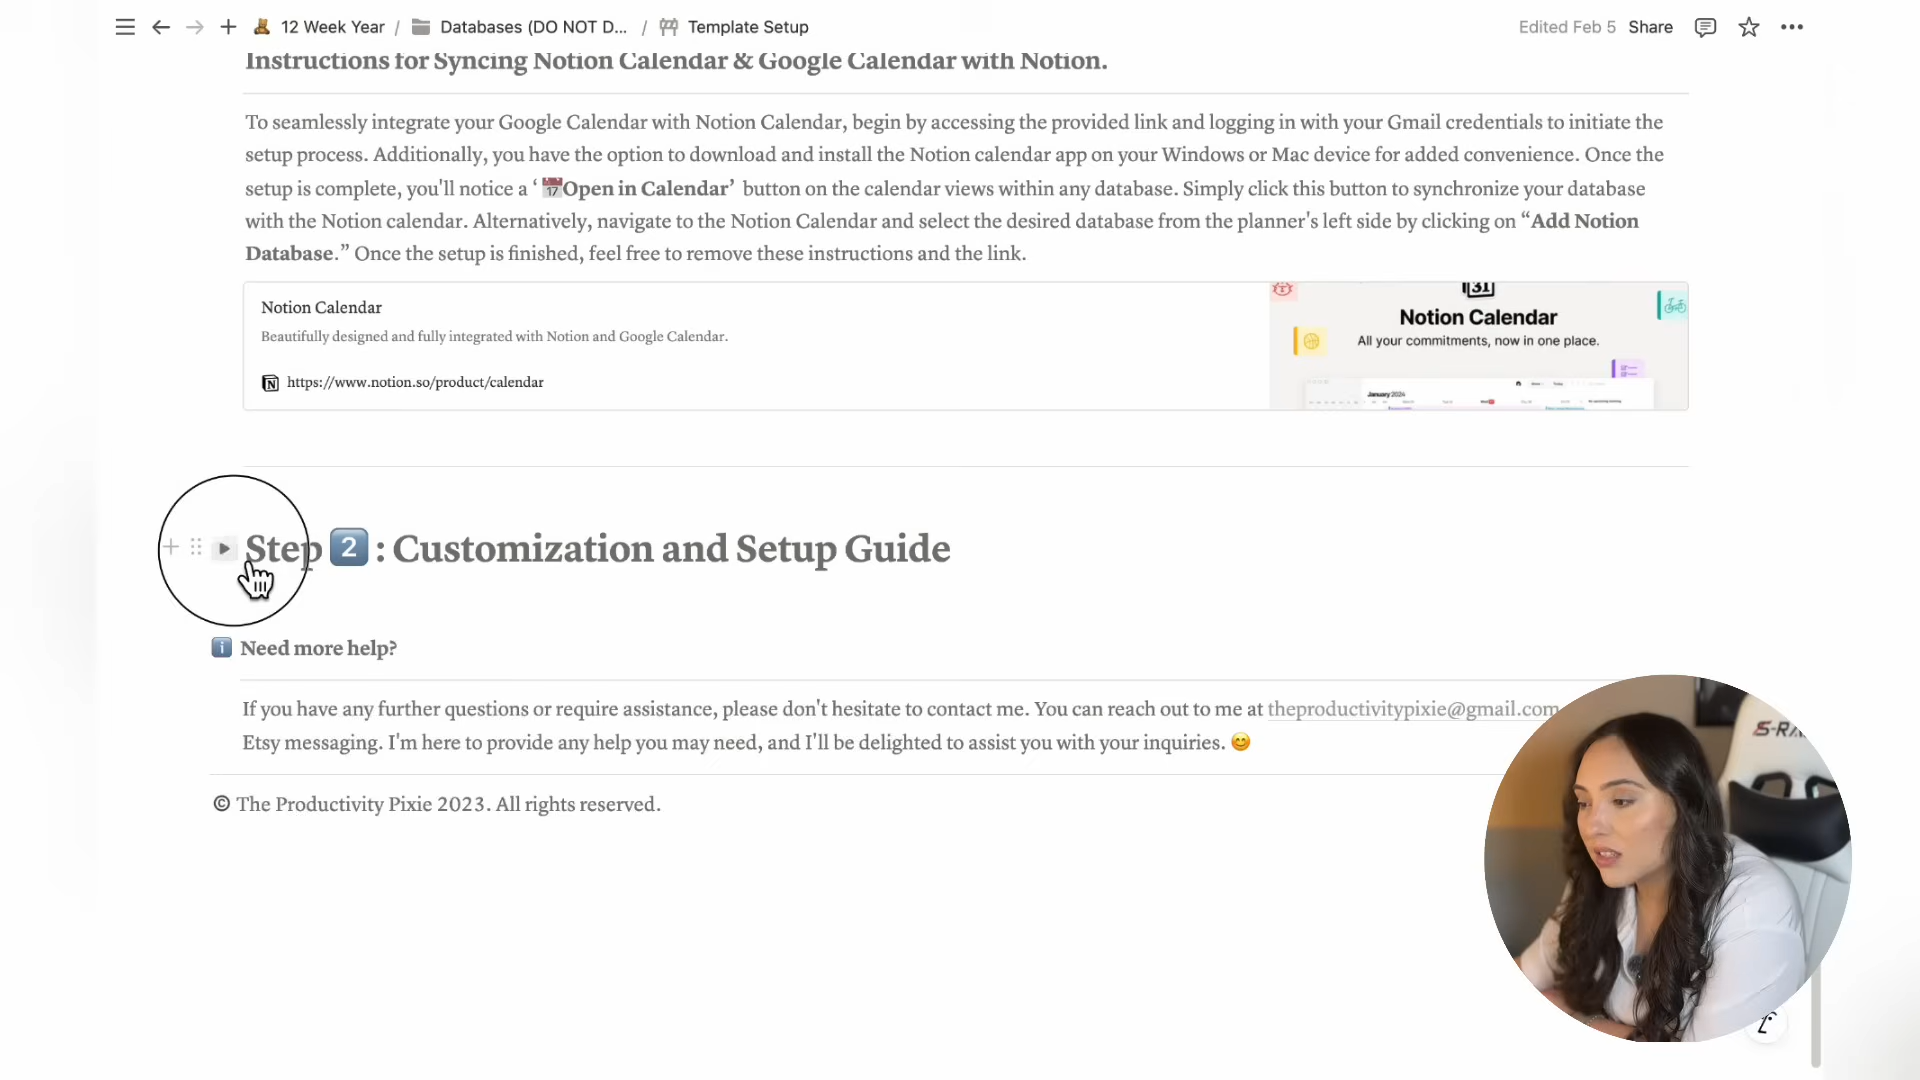 12 Week Year / Databases (DO NOT D... / Template Setup
Edited Feb 5 Share
Instructions for Syncing Notion Calendar & Google Calendar with Notion.
To seamlessly integrate your Google Calendar with Notion Calendar, begin by accessing the provided link and logging in with your Gmail credentials to initiate the
setup process. Additionally, you have the option to download and install the Notion calendar app on your Windows or Mac device for added convenience. Once the
setup is complete, you'll notice a ‘ 📅Open in Calendar’ button on the calendar views within any database. Simply click this button to synchronize your database
with the Notion calendar. Alternatively, navigate to the Notion Calendar and select the desired database from the planner's left side by clicking on “Add Notion
Database.” Once the setup is finished, feel free to remove these instructions and the link.
Notion Calendar
Beautifully designed and fully integrated with Notion and Google Calendar.
https://www.notion.so/product/calendar
31
Notion Calendar
All your commitments, now in one place.
January 2024
Step 2️⃣ : Customization and Setup Guide
ℹ️ Need more help?
If you have any further questions or require assistance, please don't hesitate to contact me. You can reach out to me at theproductivitypixie@gmail.com
Etsy messaging. I'm here to provide any help you may need, and I'll be delighted to assist you with your inquiries. 😊
© The Productivity Pixie 2023. All rights reserved.